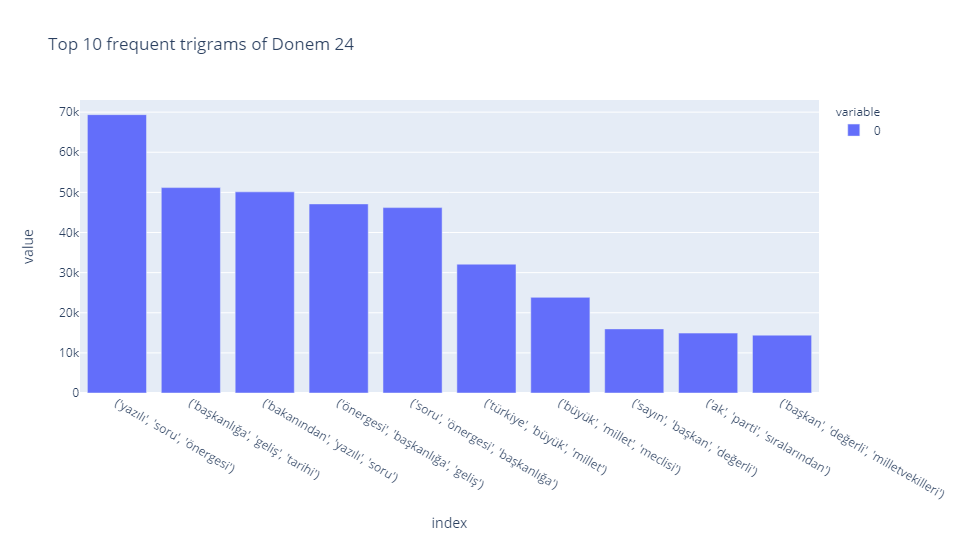 Top 10 frequent trigrams of Donem 24
variable
0
value
70k
60k
50k
40k
30k
20k
10k
0
('yazılı', 'soru', 'önergesi')
('başkanlığa', 'geliş', 'tarihi')
('bakanından', 'yazılı', 'soru')
('önergesi', 'başkanlığa', 'geliş')
('soru', 'önergesi', 'başkanlığa')
('türkiye', 'büyük', 'millet')
('büyük', 'millet', 'meclisi')
('sayın', 'başkan', 'değerli')
('ak', 'parti', 'sıralarından')
('başkan', 'değerli', 'milletvekilleri')
index